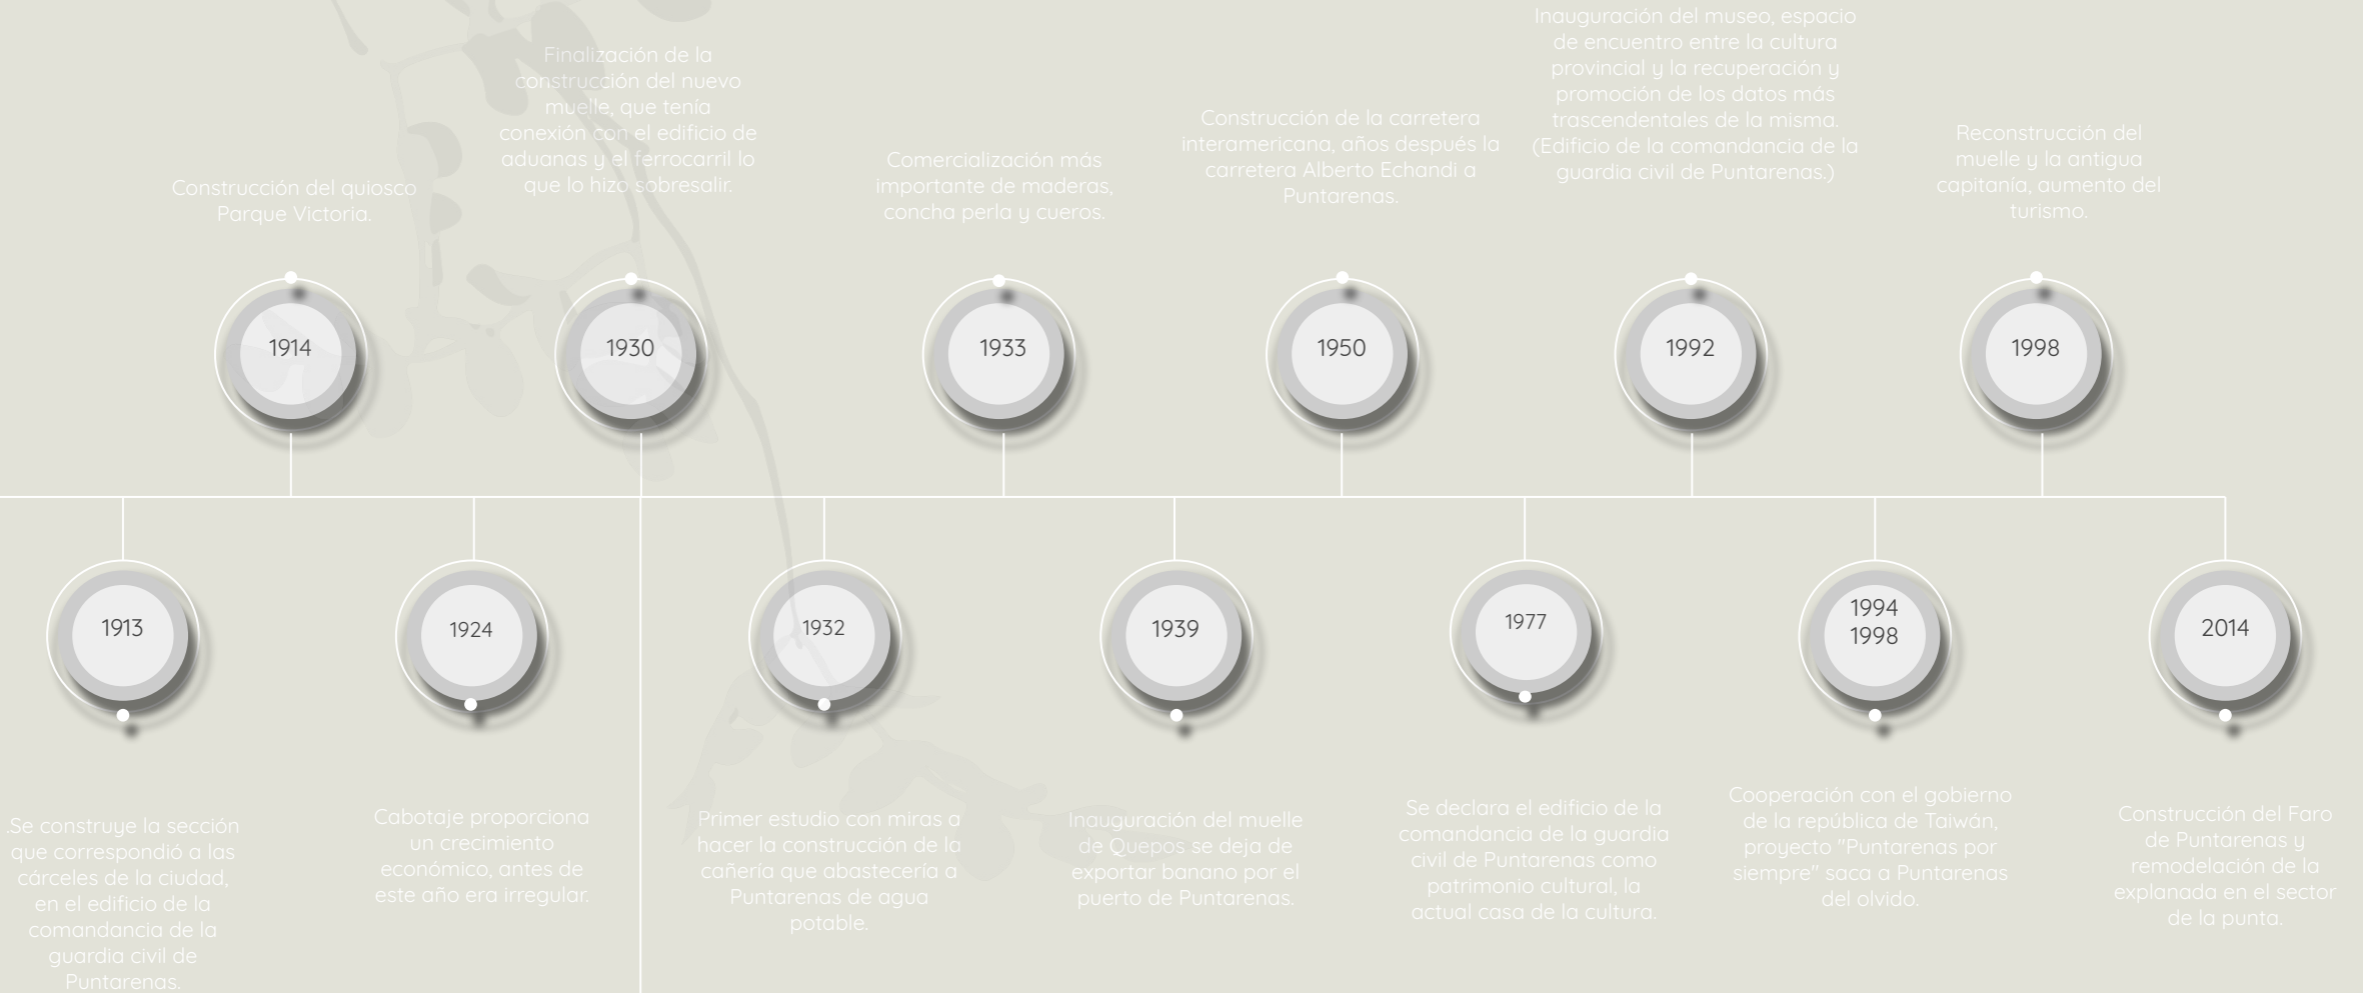 Construcción del quiosco
Parque Victoria.
1914
Finalización de la
construcción del nuevo
muelle, que tenía
conexión con el edificio de
aduanas y el ferrocarril lo
que lo hizo sobresalir.
1930
Comercialización más
importante de maderas,
concha perla y cueros.
1933
Construcción de la carretera
interamericana, años después la
carretera Alberto Echandi a
Puntarenas.
1950
Inauguración del museo, espacio
de encuentro entre la cultura
provincial y la recuperación y
promoción de los datos más
trascendentales de la misma.
(Edificio de la comandancia de la
guardia civil de Puntarenas.)
1992
Reconstrucción del
muelle y la antigua
capitanía, aumento del
turismo.
1998
1913
.Se construye la sección
que correspondió a las
cárceles de la ciudad,
en el edificio de la
comandancia de la
guardia civil de
Puntarenas.
1924
Cabotaje proporciona
un crecimiento
económico, antes de
este año era irregular.
1932
Primer estudio con miras a
hacer la construcción de la
cañería que abastecería a
Puntarenas de agua
potable.
1939
Inauguración del muelle
de Quepos se deja de
exportar banano por el
puerto de Puntarenas.
1977
Se declara el edificio de la
comandancia de la guardia
civil de Puntarenas como
patrimonio cultural, la
actual casa de la cultura.
1994
1998
Cooperación con el gobierno
de la república de Taiwán,
proyecto "Puntarenas por
siempre" saca a Puntarenas
del olvido.
2014
Construcción del Faro
de Puntarenas y
remodelación de la
explanada en el sector
de la punta.